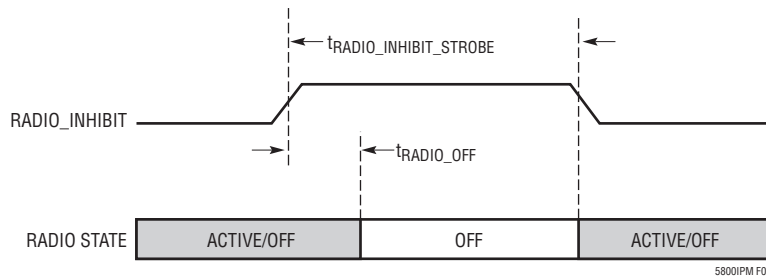 tRADIO_INHIBIT_STROBE
RADIO_INHIBIT
tRADIO_OFF
RADIO STATE ACTIVE/OFF OFF ACTIVE/OFF
5800IPM F0